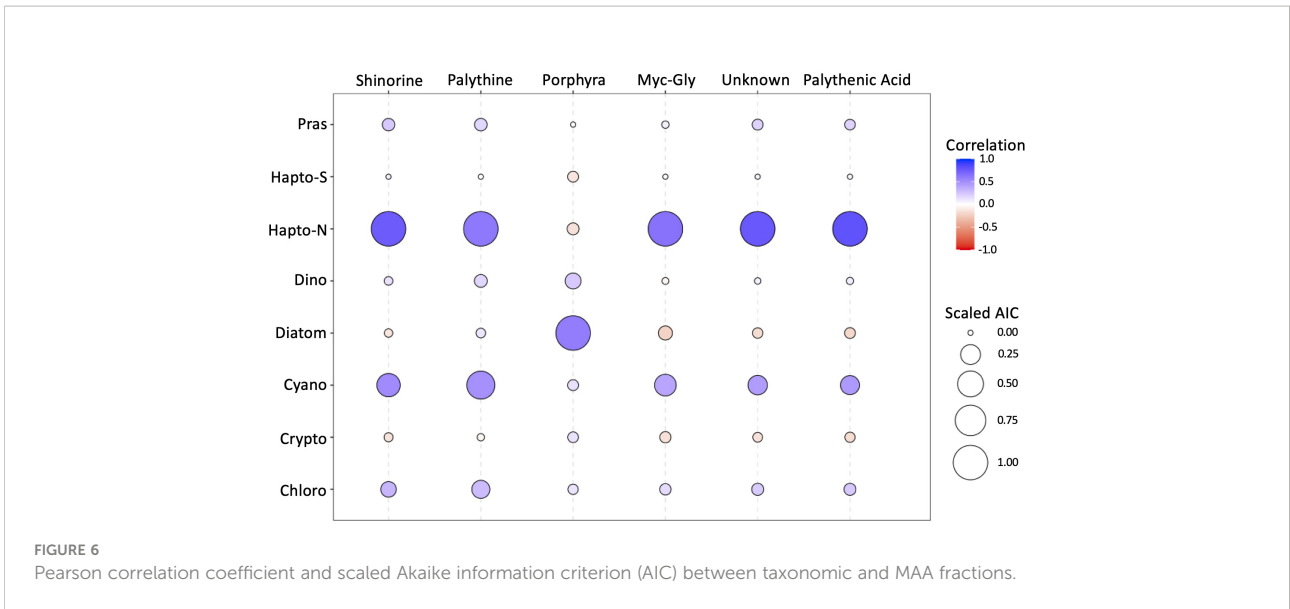 Shinorine Palythine Porphyra Myc-Gly Unknown Palythenic Acid
Pras
Hapto-S
Hapto-N
Dino
Diatom
Cyano
Crypto
Chloro
Correlation
1.0
0.5
0.0
-0.5
-1.0
Scaled AIC
0.00
0.25
0.50
0.75
1.00
FIGURE 6
Pearson correlation coefficient and scaled Akaike information criterion (AIC) between taxonomic and MAA fractions.